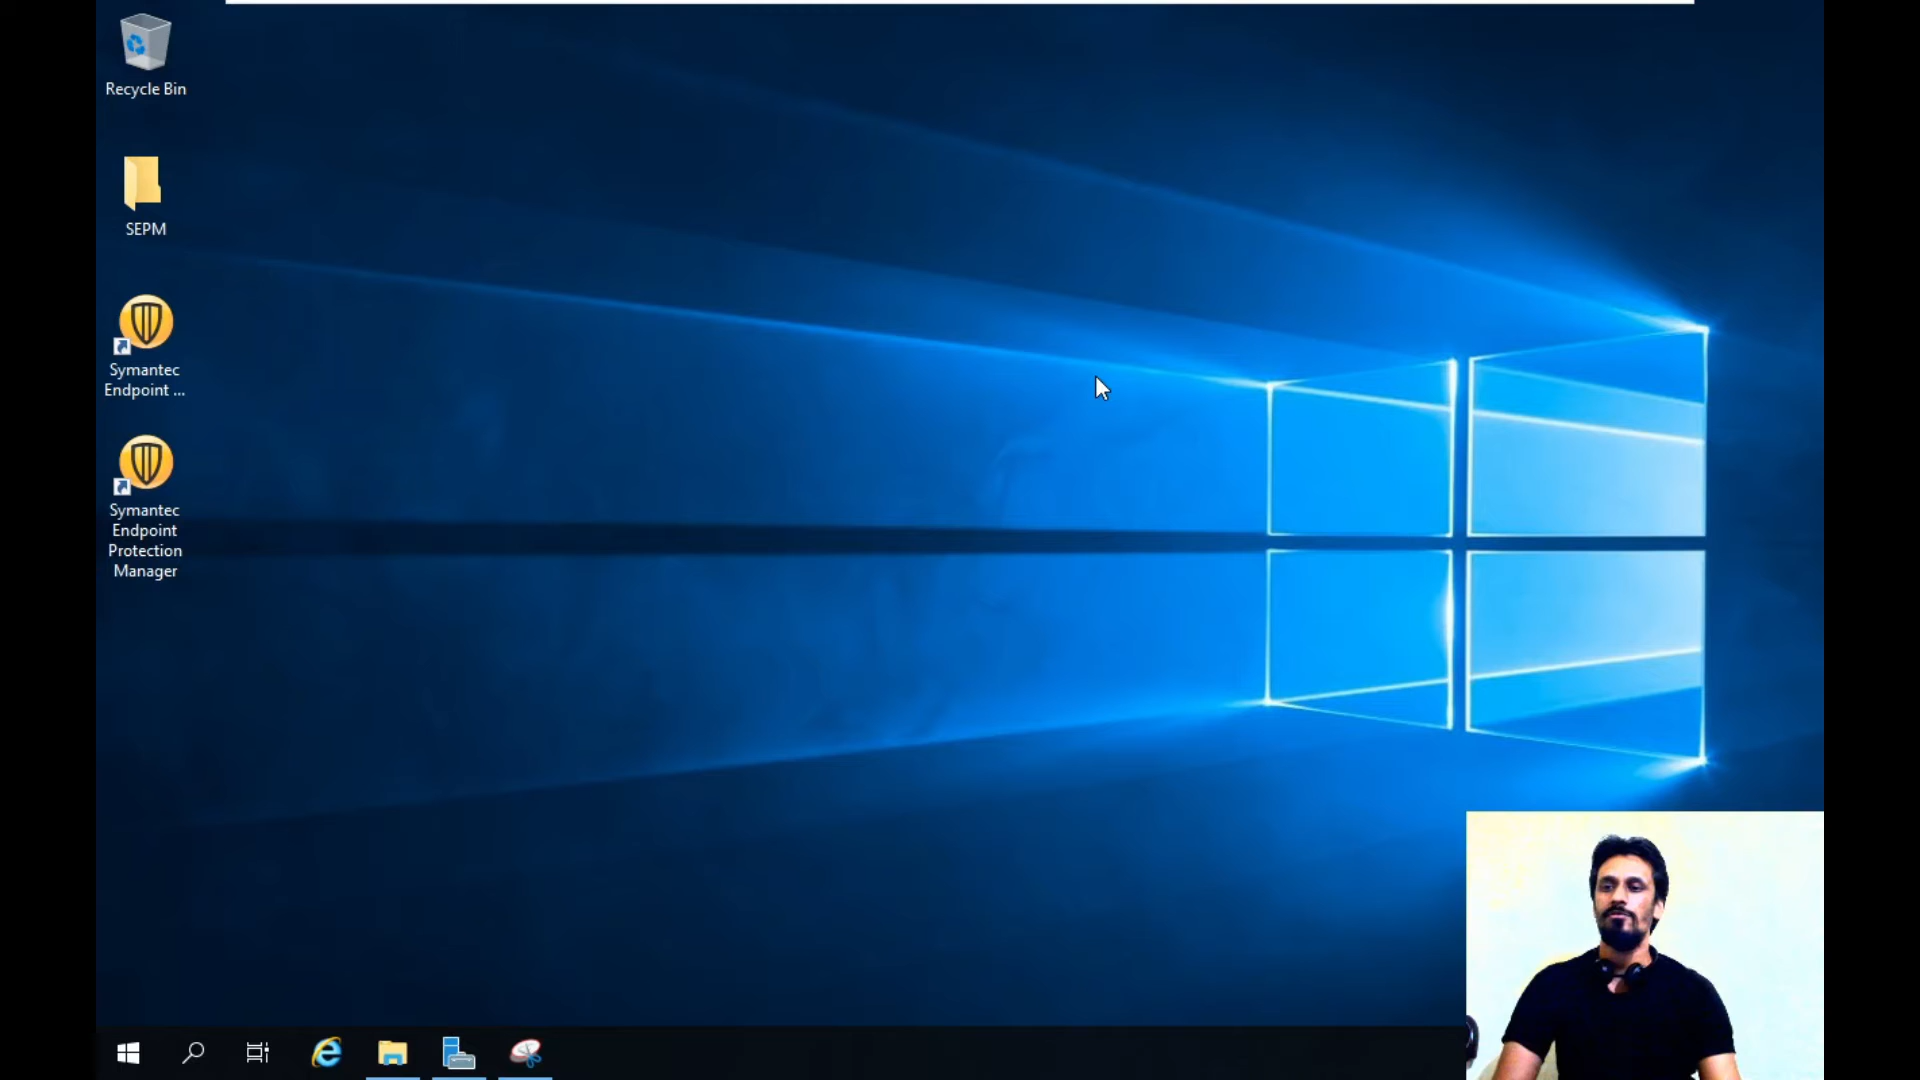 Recycle Bin
SEPM
Symantec
Endpoint ...
Symantec
Endpoint
Protection
Manager